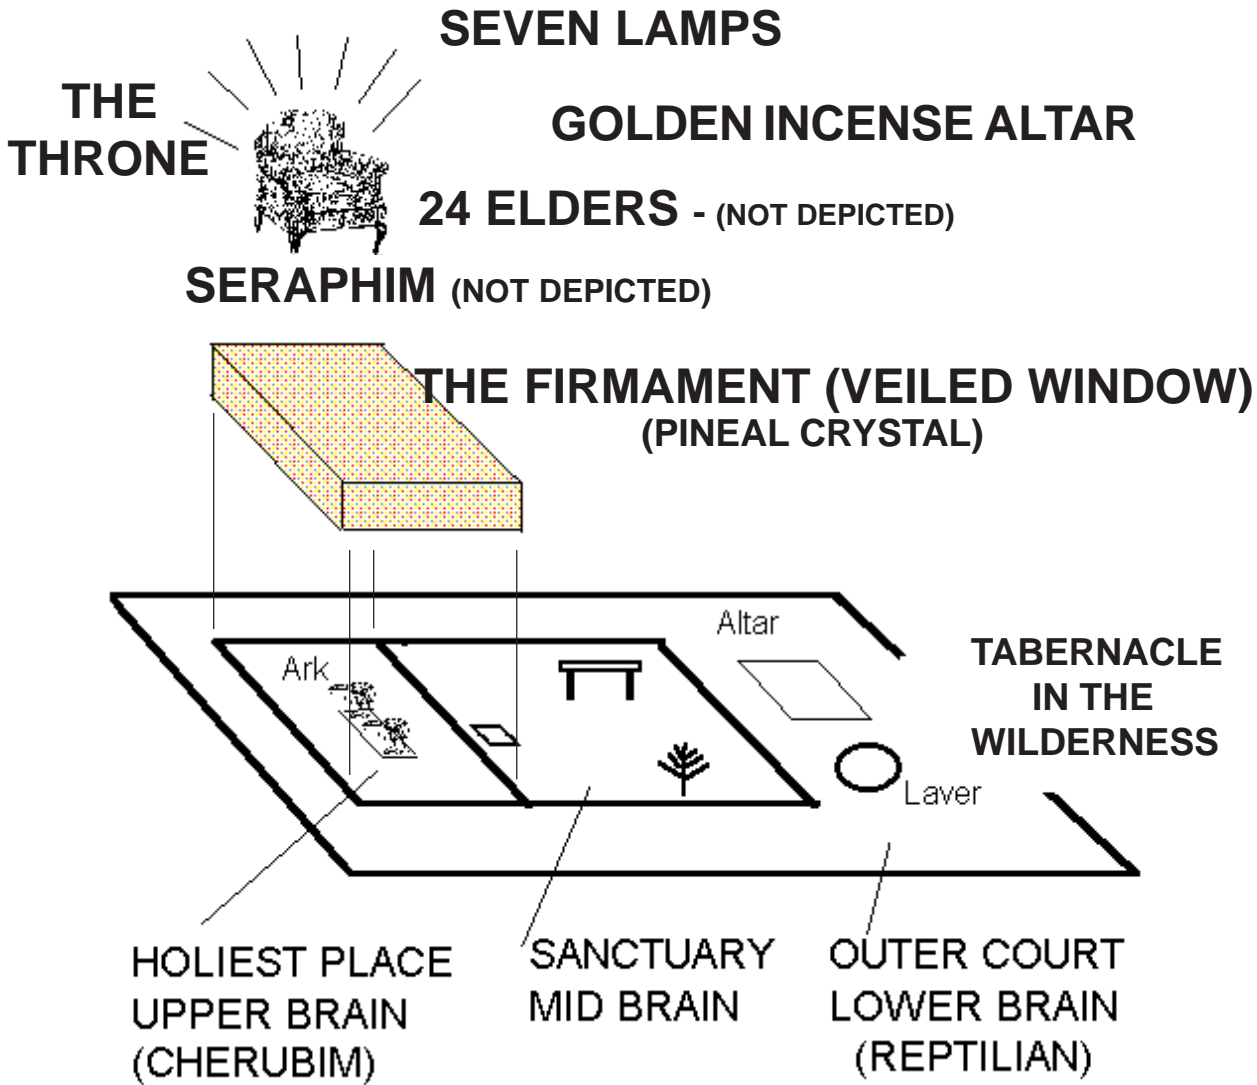 SEVEN LAMPS
THE
THRONE
GOLDEN INCENSE ALTAR
24 ELDERS - (NOT DEPICTED)
SERAPHIM (NOT DEPICTED)
THE FIRMAMENT (VEILED WINDOW)
(PINEAL CRYSTAL)
Altar
Ark
TABERNACLE
IN THE
WILDERNESS
Laver
HOLIEST PLACE
UPPER BRAIN
(CHERUBIM)
SANCTUARY
MID BRAIN
OUTER COURT
LOWER BRAIN
(REPTILIAN)